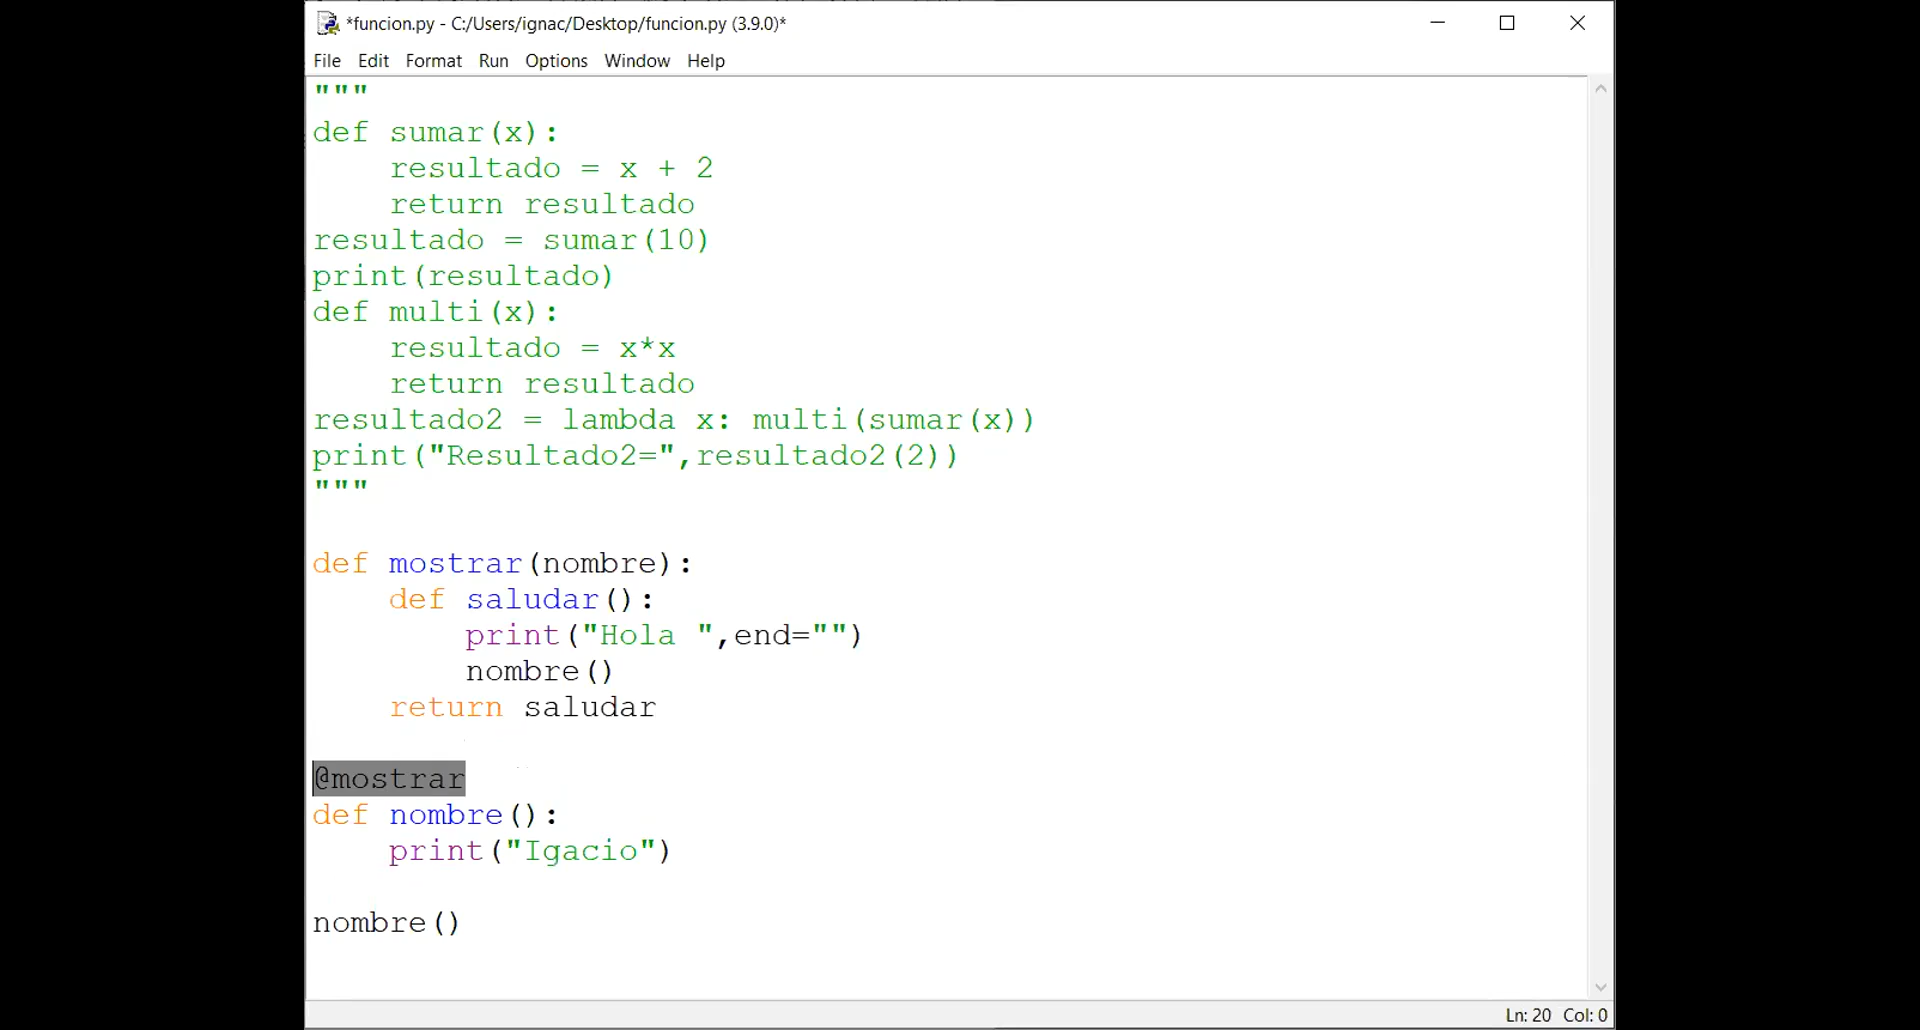 *funcion.py - C:/Users/ignac/Desktop/funcion.py (3.9.0)*
File Edit Format Run Options Window Help
"""
def sumar(x):
    resultado = x + 2
    return resultado
resultado = sumar(10)
print(resultado)
def multi(x):
    resultado = x*x
    return resultado
resultado2 = lambda x: multi(sumar(x))
print("Resultado2=",resultado2(2))
"""
def mostrar(nombre):
    def saludar():
        print("Hola ",end="")
        nombre()
    return saludar
@mostrar
def nombre():
    print("Igacio")
nombre()
Ln: 20 Col: 0